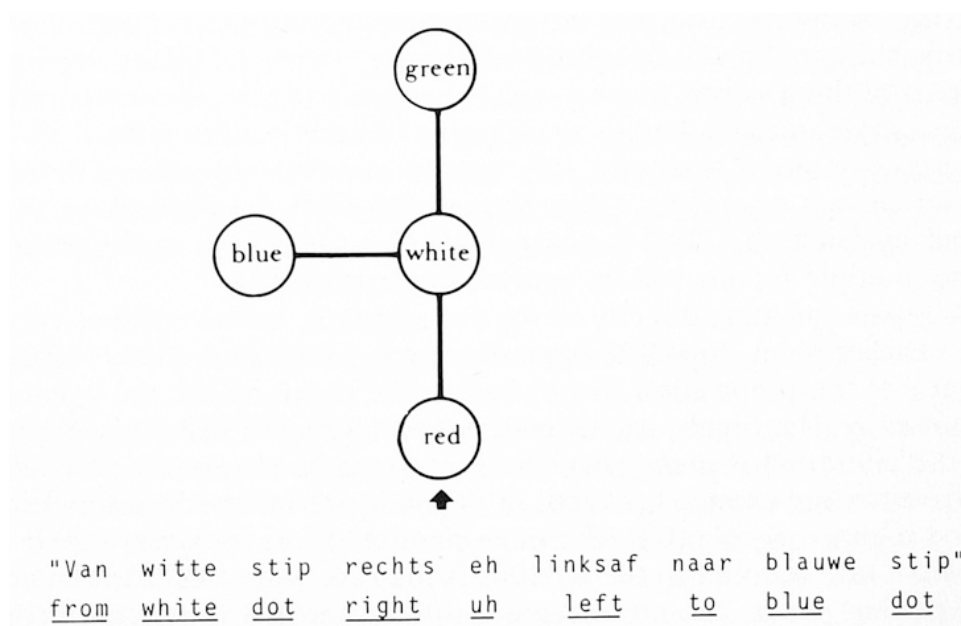 green
blue white
red
"Van witte stip rechts eh linksaf naar blauwe stip"
from white dot right uh left to blue dot